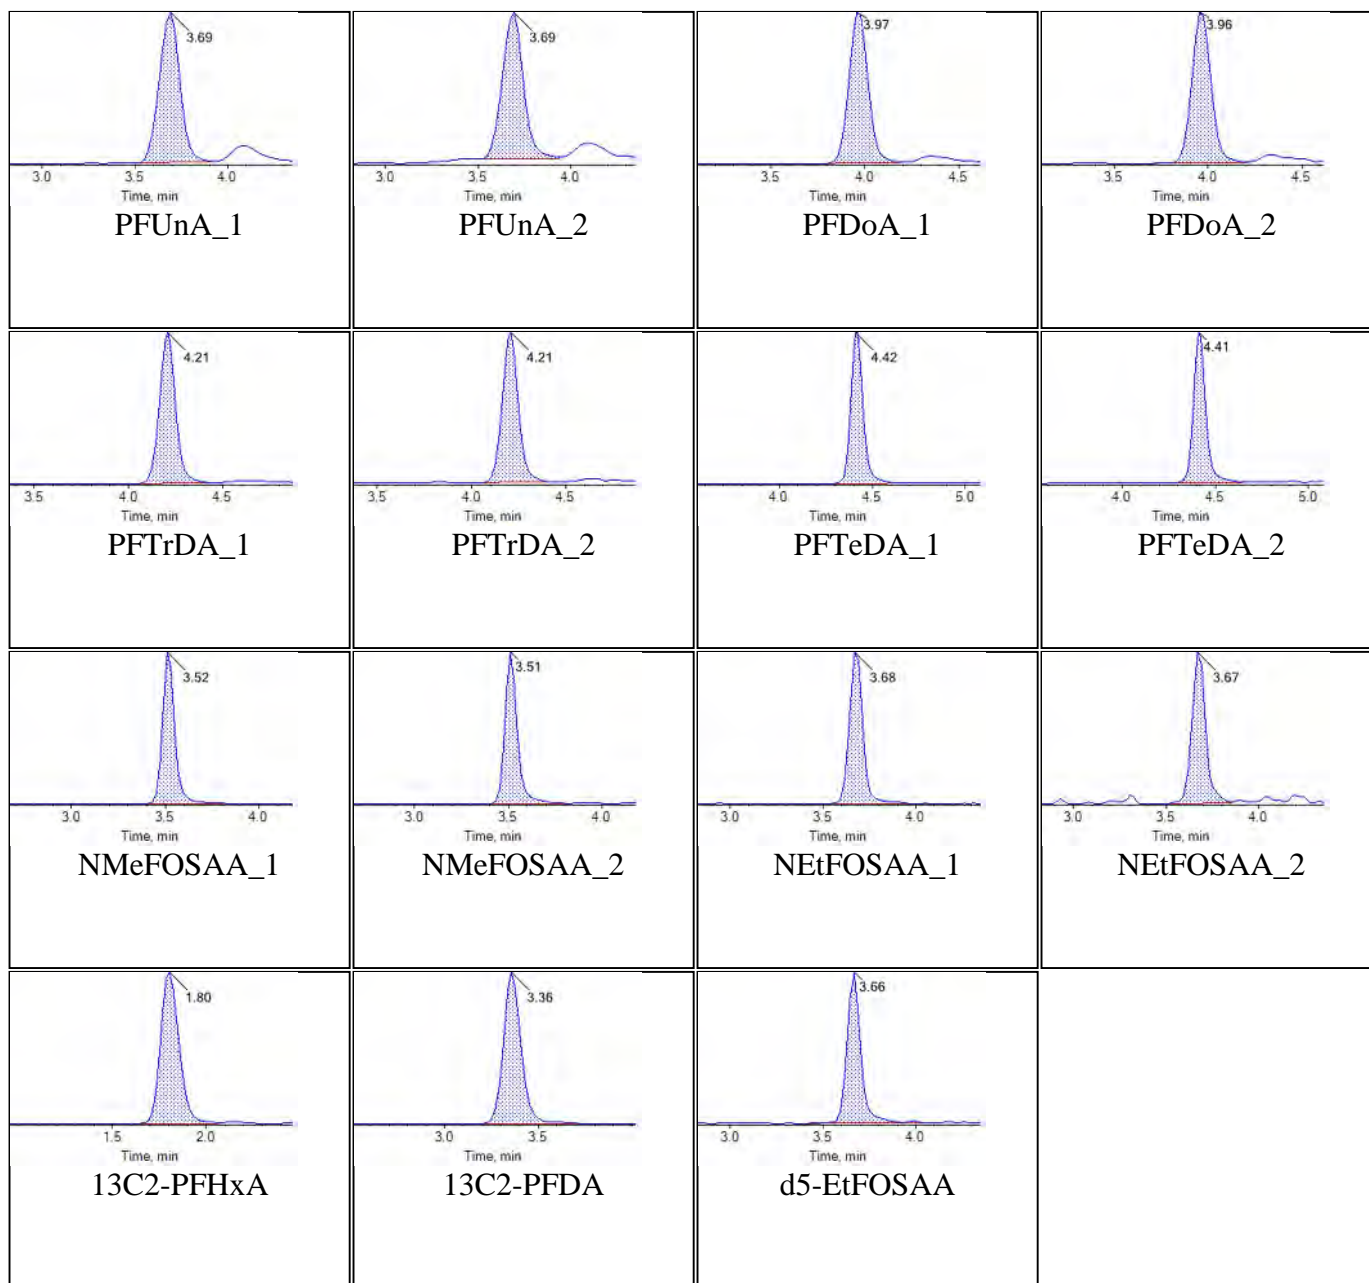 3.69
3.0 3.5 4.0
Time, min
PFUnA_1
3.69
3.0 3.5 4.0
Time, min
PFUnA_2
3.97
3.5 4.0 4.5
Time, min
PFDoA_1
3.96
3.5 4.0 4.5
Time, min
PFDoA_2
4.21
3.5 4.0 4.5
Time, min
PFTrDA_1
4.21
3.5 4.0 4.5
Time, min
PFTrDA_2
4.42
4.0 4.5 5.0
Time, min
PFTeDA_1
4.41
4.0 4.5 5.0
Time, min
PFTeDA_2
3.52
3.0 3.5 4.0
Time, min
NMeFOSAA_1
3.51
3.0 3.5 4.0
Time, min
NMeFOSAA_2
3.68
3.0 3.5 4.0
Time, min
NEtFOSAA_1
3.67
3.0 3.5 4.0
Time, min
NEtFOSAA_2
1.80
1.5 2.0
Time, min
13C2-PFHxA
3.36
3.0 3.5
Time, min
13C2-PFDA
3.66
3.0 3.5 4.0
Time, min
d5-EtFOSAA